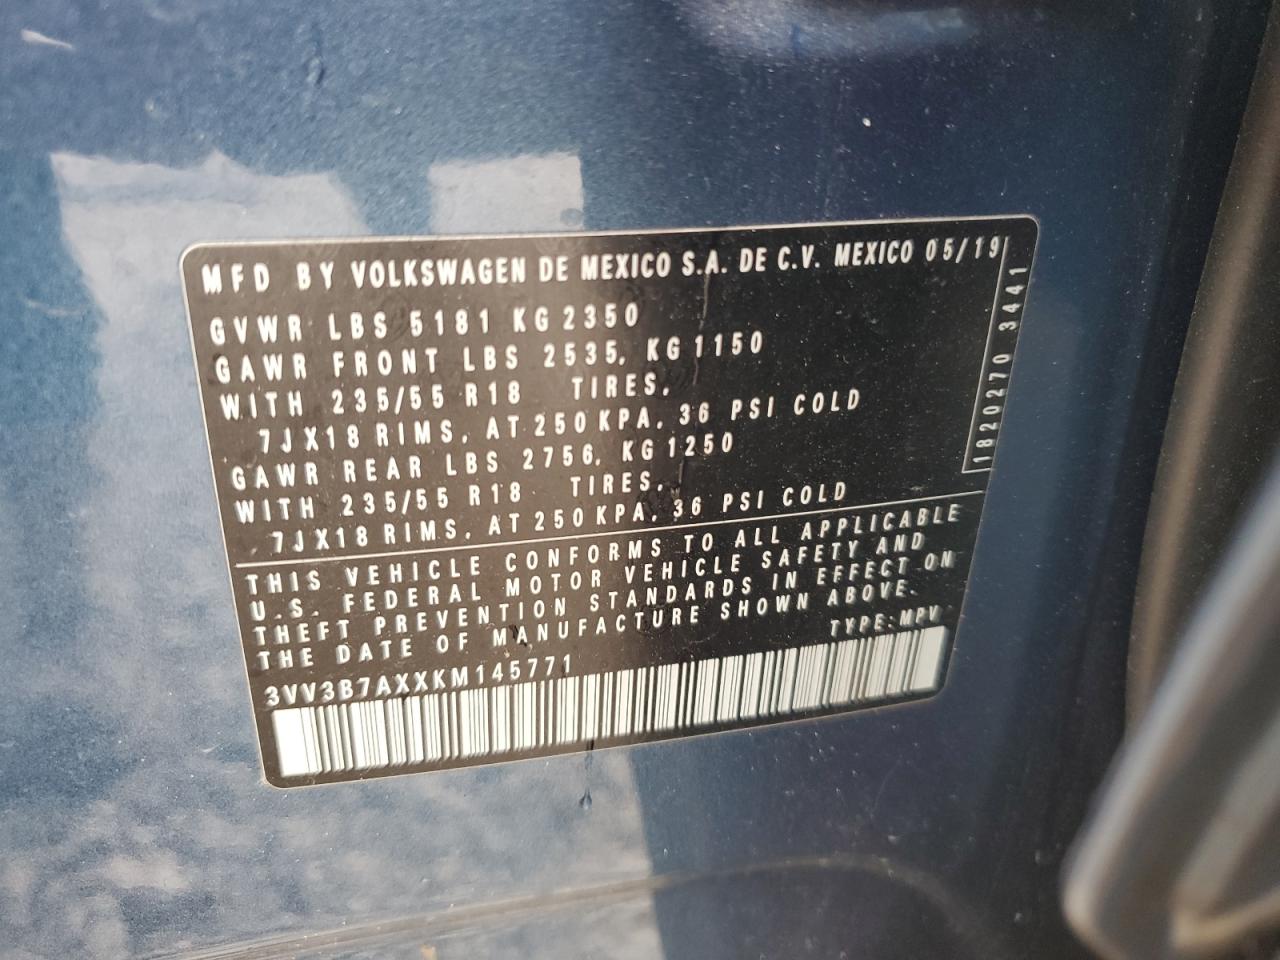 MFD BY VOLKSWAGEN DE MEXICO S.A. DE C.V. MEXICO 05/19
GVWR LBS 5181 KG 2350
GAWR FRONT LBS 2535, KG 1150
WITH 235/55 R18 TIRES,
7JX18 RIMS, AT 250 KPA, 36 PSI COLD
GAWR REAR LBS 2756, KG 1250
WITH 235/55 R18 TIRES,
7JX18 RIMS, AT 250 KPA, 36 PSI COLD
1820270 3441
THIS VEHICLE CONFORMS TO ALL APPLICABLE
U.S. FEDERAL MOTOR VEHICLE SAFETY AND
THEFT PREVENTION STANDARDS IN EFFECT ON
THE DATE OF MANUFACTURE SHOWN ABOVE.
3VV3B7AXXKM145771 TYPE: MPV